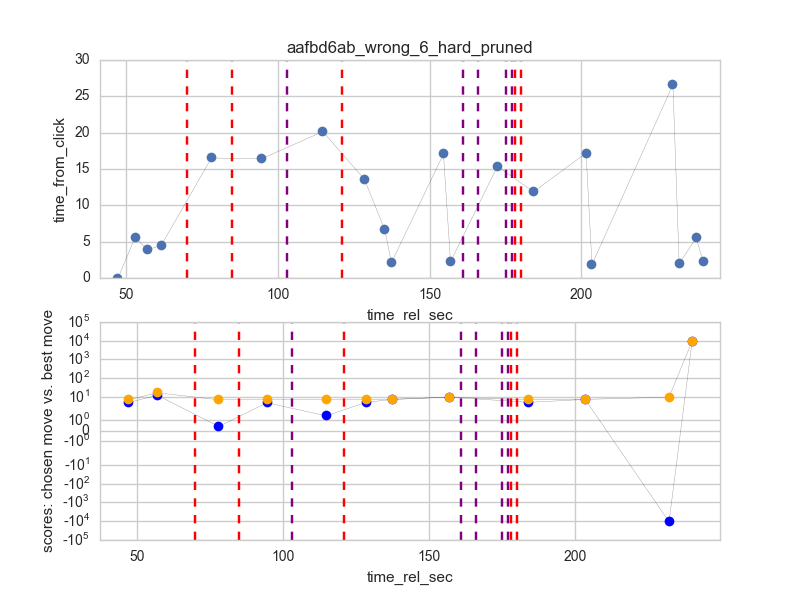 aafbd6ab_wrong_6_hard_pruned
30
25
20
15
10
5
0
time_from_click
50 100 150 200
time_rel_sec
10^5
10^4
10^3
10^2
10^1
10^0
0
-10^0
-10^1
-10^2
-10^3
-10^4
-10^5
scores: chosen move vs. best move
50 100 150 200
time_rel_sec